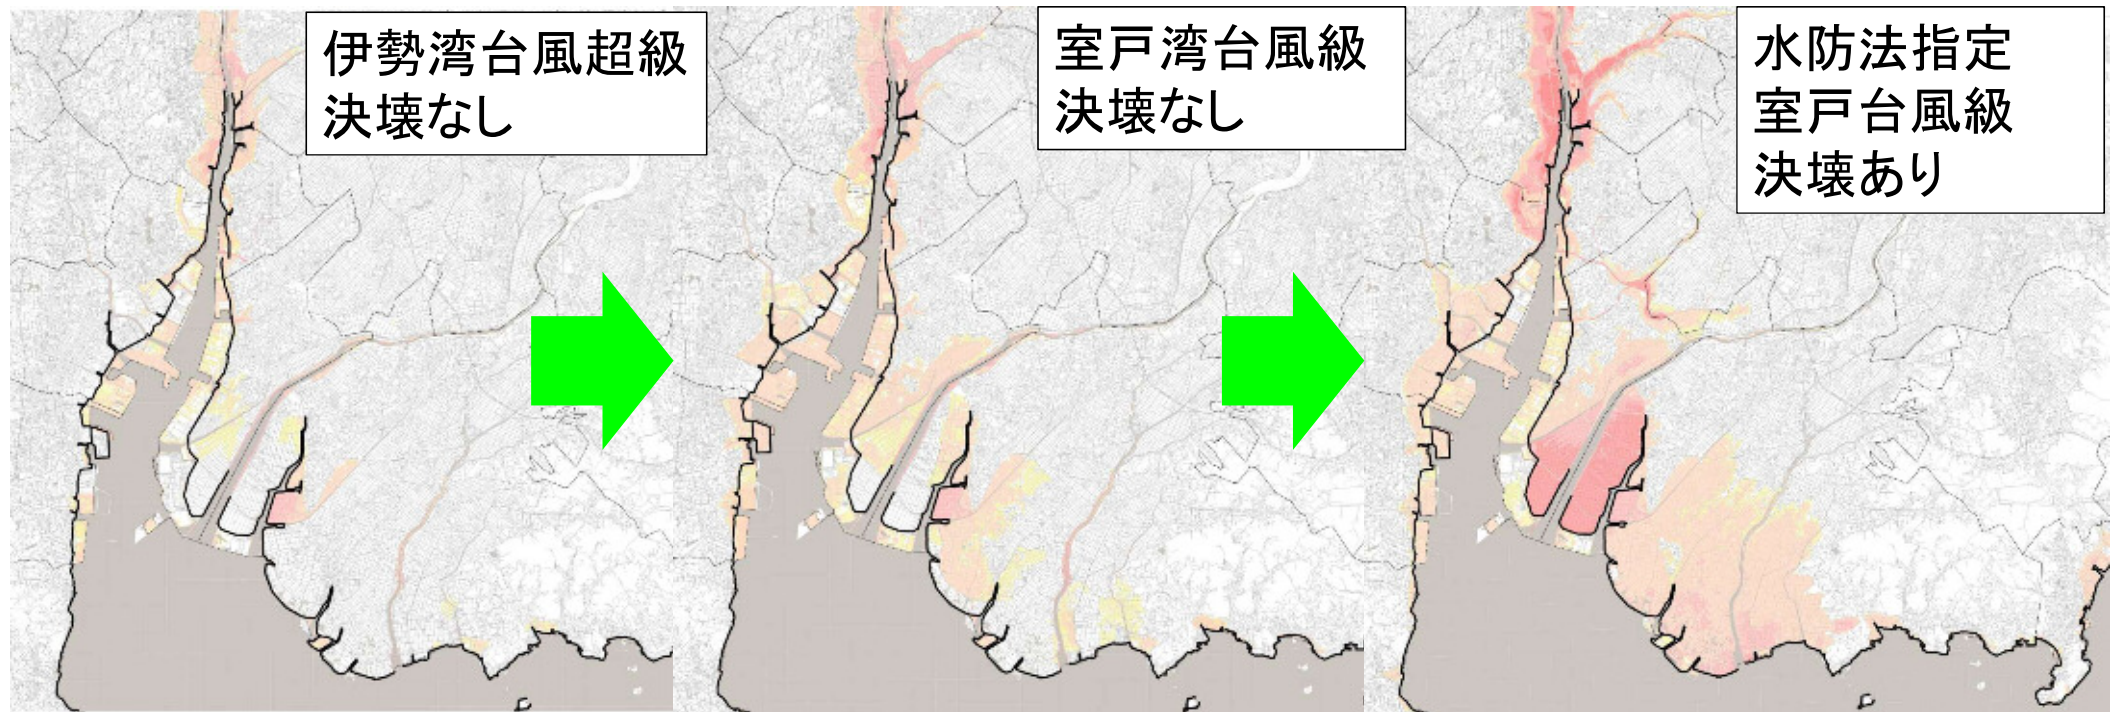 伊勢湾台風超級
決壊なし
室戸湾台風級
決壊なし
水防法指定
室戸台風級
決壊あり